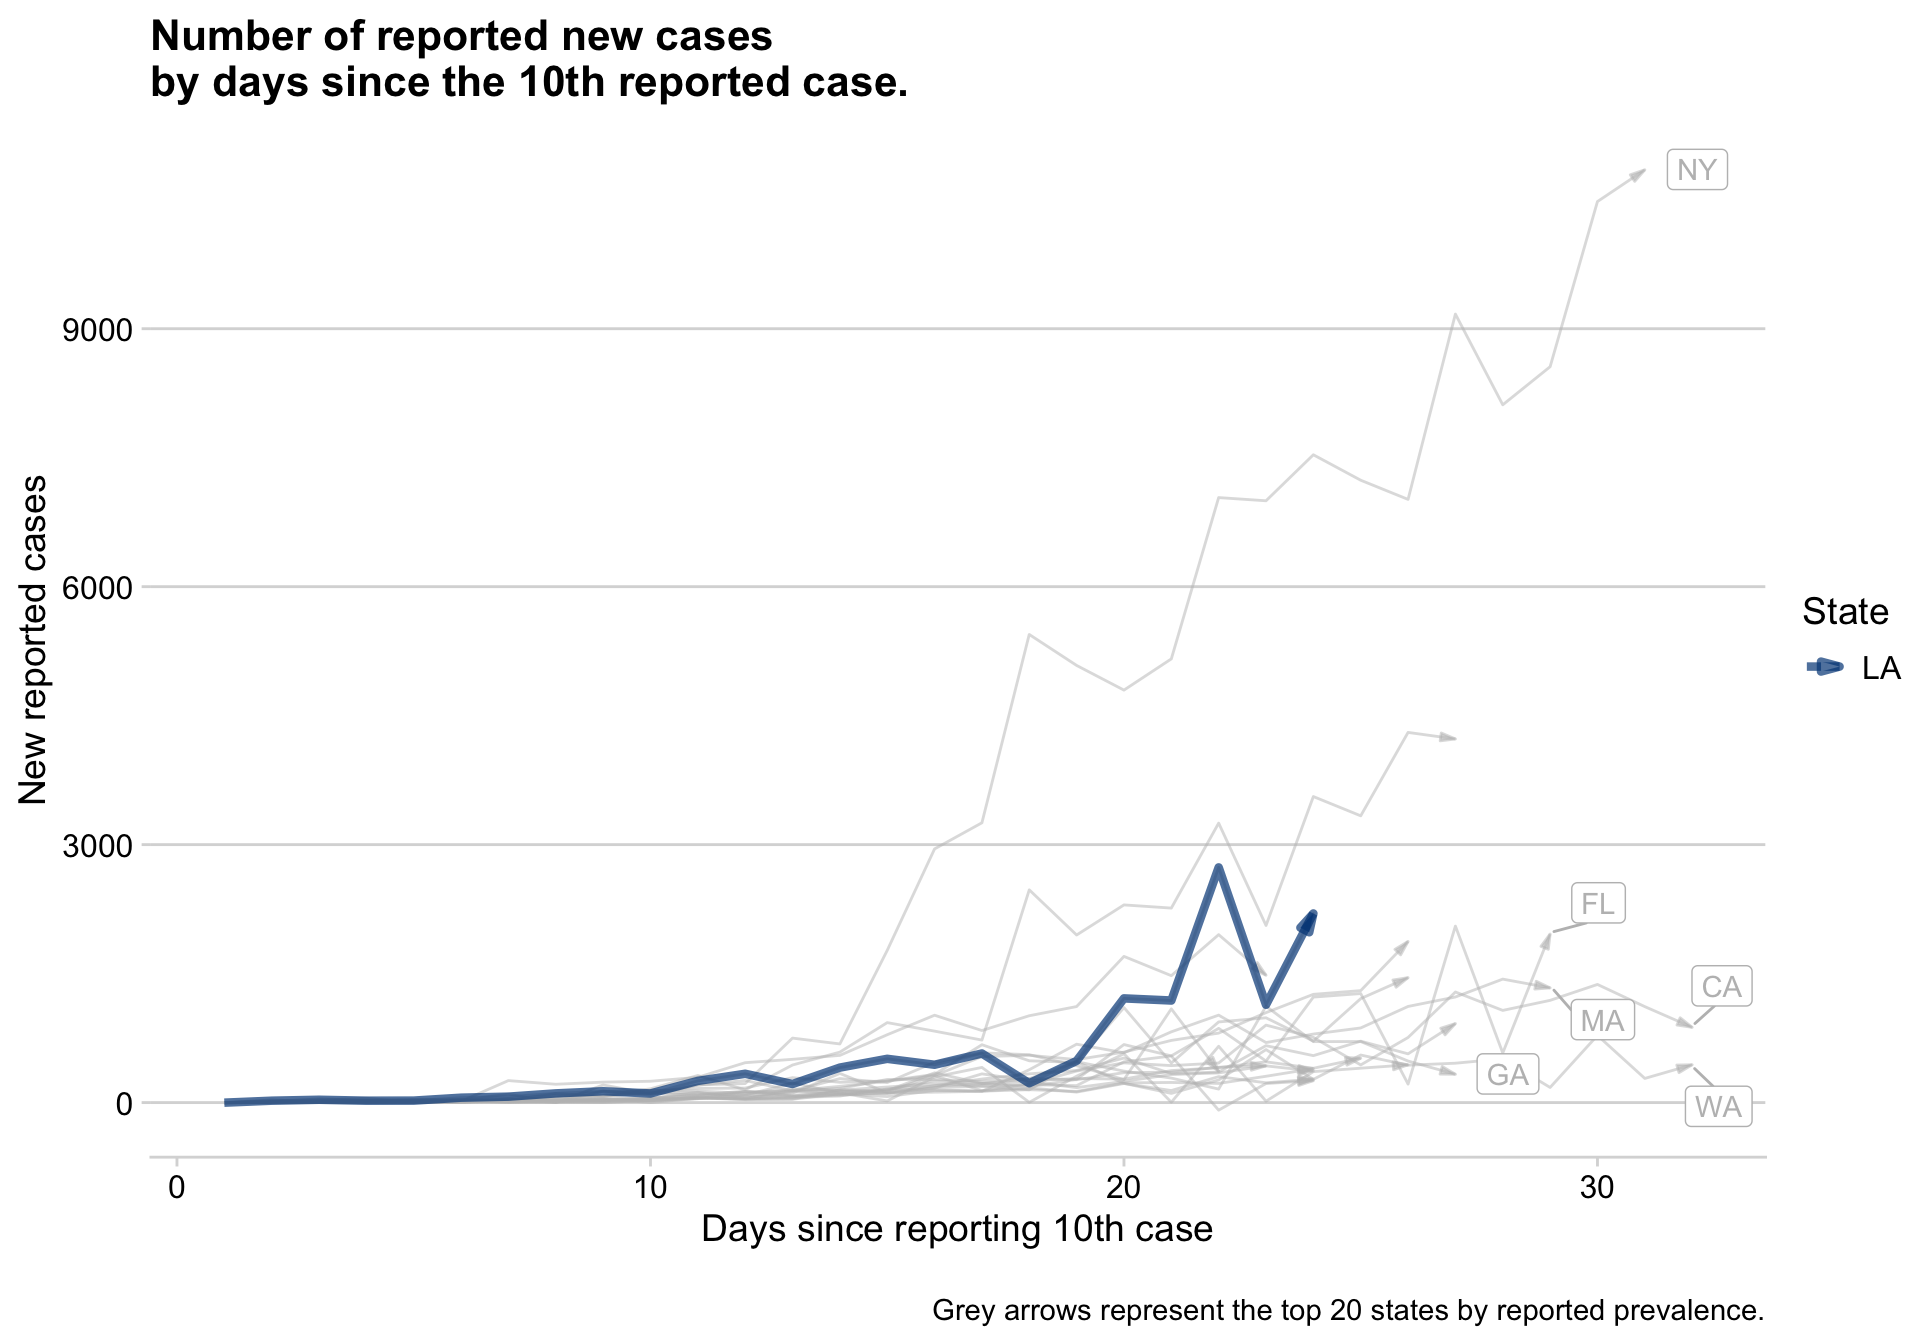 Number of reported new cases
by days since the 10th reported case.
NY
9000
6000
3000
0
New reported cases
State
LA
FL
CA
MA
GA
WA
0 10 20 30
Days since reporting 10th case
Grey arrows represent the top 20 states by reported prevalence.